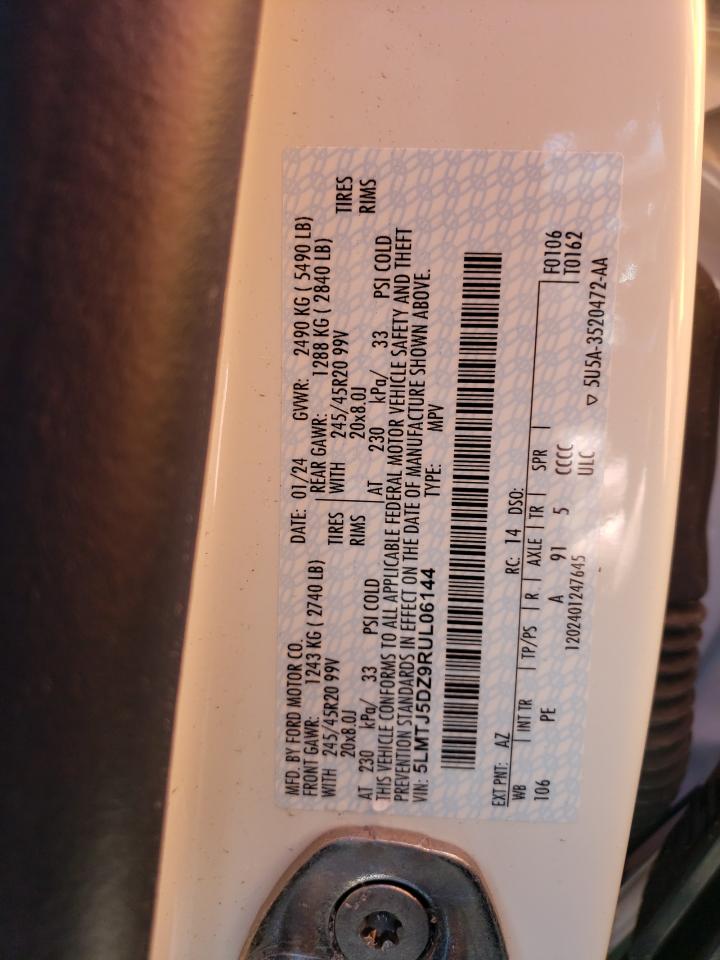 MFD. BY FORD MOTOR CO.
DATE: 01/24 GVWR: 2490 KG ( 5490 LB)
FRONT GAWR: 1243 KG ( 2740 LB) REAR GAWR: 1288 KG ( 2840 LB)
WITH 245/45R20 99V TIRES WITH 245/45R20 99V TIRES
20x8.0J RIMS 20x8.0J RIMS
AT 230 kPa/ 33 PSI COLD AT 230 kPa/ 33 PSI COLD
THIS VEHICLE CONFORMS TO ALL APPLICABLE FEDERAL MOTOR VEHICLE SAFETY AND THEFT
PREVENTION STANDARDS IN EFFECT ON THE DATE OF MANUFACTURE SHOWN ABOVE.
VIN: 5LMTJ5DZ9RUL06144 TYPE: MPV
EXT PNT: AZ RC: 14 DSO: F0106
WB INT TR TP/PS R AXLE TR SPR T0162
106 PE A 91 5 CCCC
1202401247645 ULC ▽ 5U5A-3520472-AA